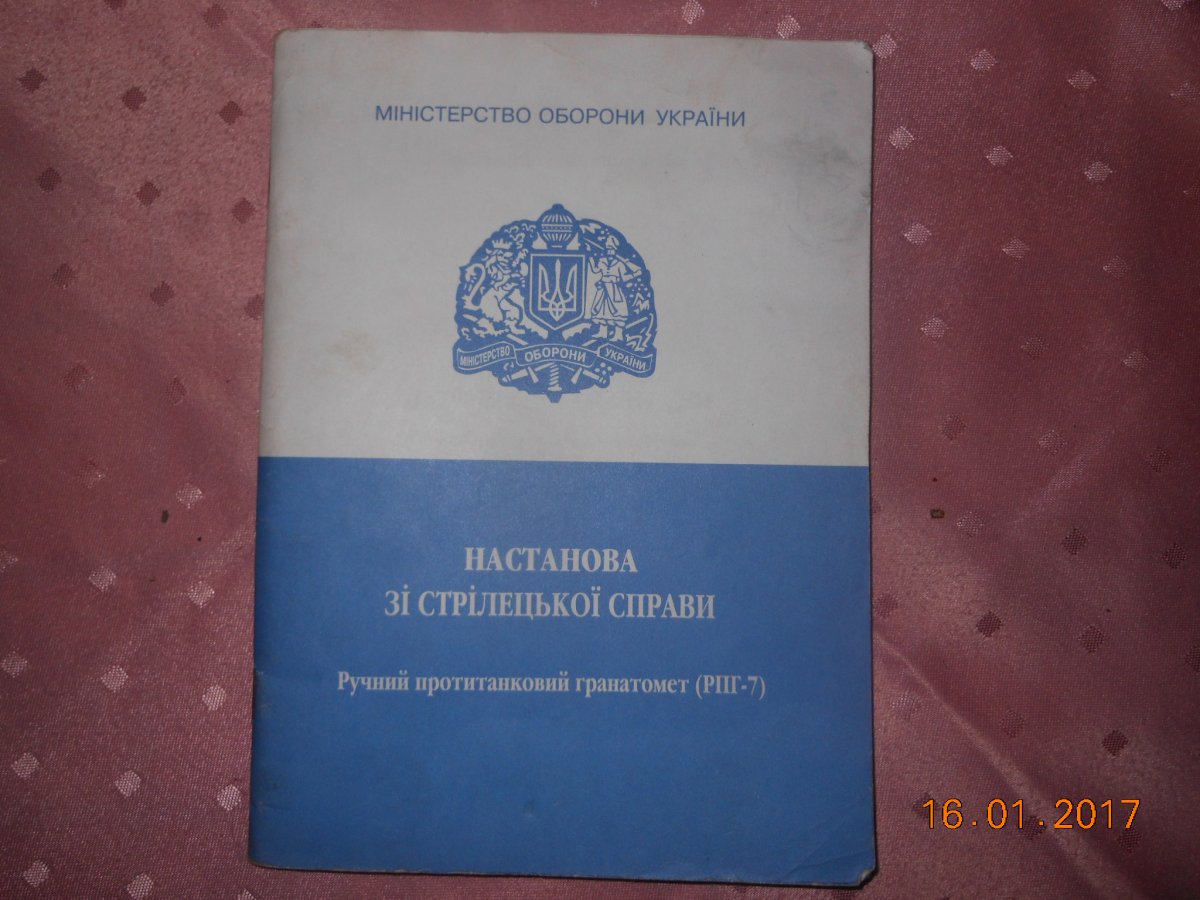 МІНІСТЕРСТВО ОБОРОНИ УКРАЇНИ
МІНІСТЕРСТВО ОБОРОНИ УКРАЇНИ
НАСТАНОВА
ЗІ СТРІЛЕЦЬКОЇ СПРАВИ
Ручний протитанковий гранатомет (РПГ-7)
16.01.2017